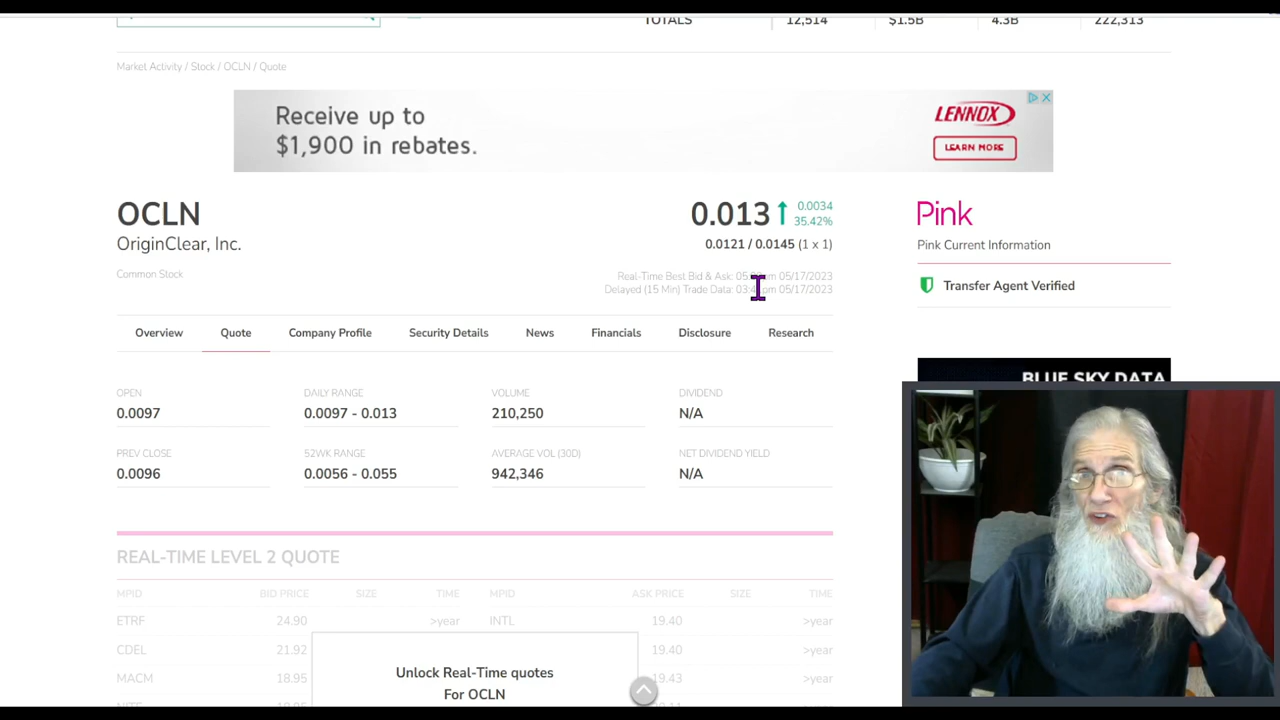 TOTALS 12,514 $1.5B 4.3B 222,313
Market Activity / Stock / OCLN / Quote
Receive up to
$1,900 in rebates.
LENNOX
LEARN MORE
OCLN
OriginClear, Inc.
Common Stock
0.013
0.0034
35.42%
0.0121 / 0.0145 (1 x 1)
Real-Time Best Bid & Ask: 05/17/2023
Delayed (15 Min) Trade Data: 05/17/2023
Pink
Pink Current Information
Transfer Agent Verified
Overview Quote Company Profile Security Details News Financials Disclosure Research
OPEN DAILY RANGE VOLUME DIVIDEND
0.0097 0.0097 - 0.013 210,250 N/A
PREV CLOSE 52WK RANGE AVERAGE VOL (30D) NET DIVIDEND YIELD
0.0096 0.0056 - 0.055 942,346 N/A
BLUE SKY DATA
REAL-TIME LEVEL 2 QUOTE
MPID BID PRICE SIZE TIME MPID ASK PRICE SIZE TIME
ETRF 24.90 >year INTL 19.40 >year
CDEL 21.92 19.40 >year
MACM 18.95 19.43 >year
Unlock Real-Time quotes
For OCLN